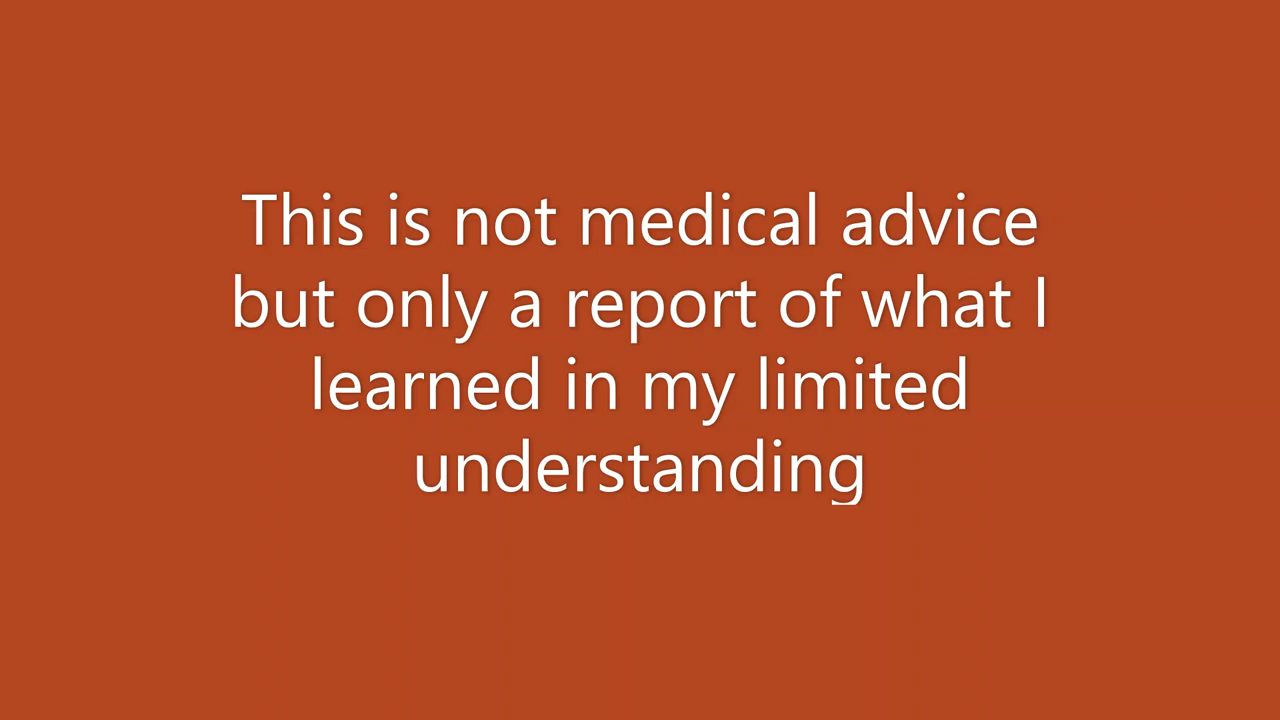 This is not medical advice
but only a report of what I
learned in my limited
understanding